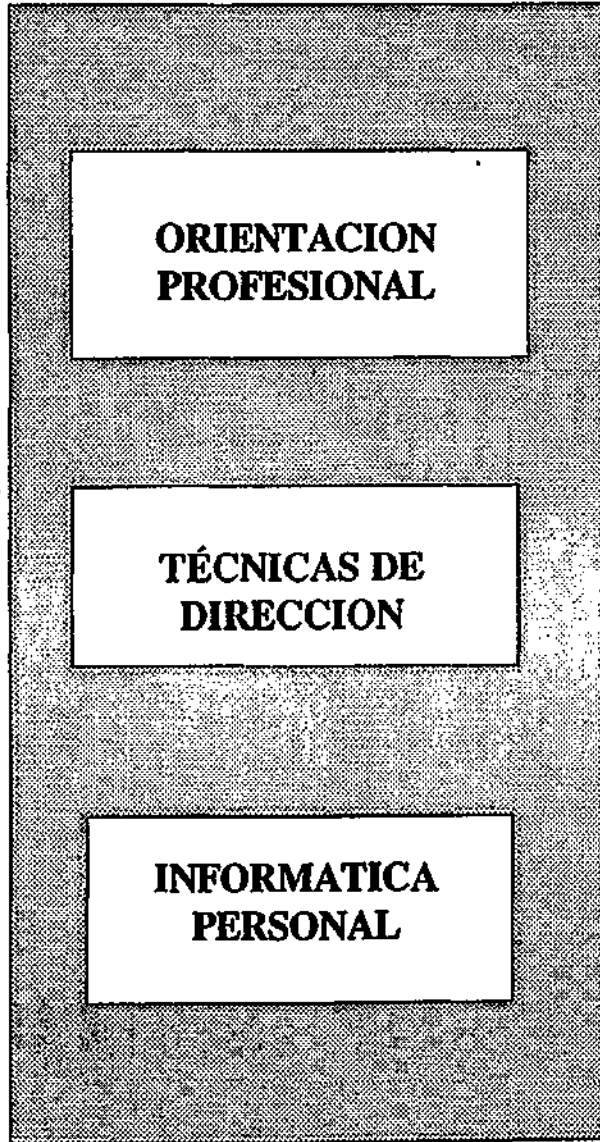 ORIENTACION
PROFESIONAL
TÉCNICAS DE
DIRECCION
INFORMATICA
PERSONAL